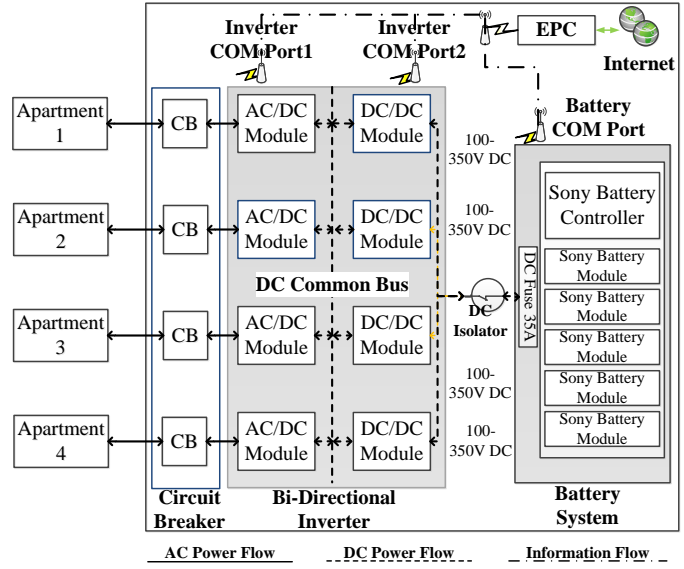 Inverter
COM Port1
Inverter
COM Port2
EPC
Internet
Battery
COM Port
Apartment
1
CB
AC/DC
Module
DC/DC
Module
100-
350V DC
Apartment
2
CB
AC/DC
Module
DC/DC
Module
100-
350V DC
DC Common Bus
Apartment
3
CB
AC/DC
Module
DC/DC
Module
100-
350V DC
Apartment
4
CB
AC/DC
Module
DC/DC
Module
100-
350V DC
DC
Isolator
DC Fuse 35A
Sony Battery
Controller
Sony Battery
Module
Sony Battery
Module
Sony Battery
Module
Sony Battery
Module
Sony Battery
Module
Circuit
Breaker
Bi-Directional
Inverter
Battery
System
AC Power Flow
DC Power Flow
Information Flow